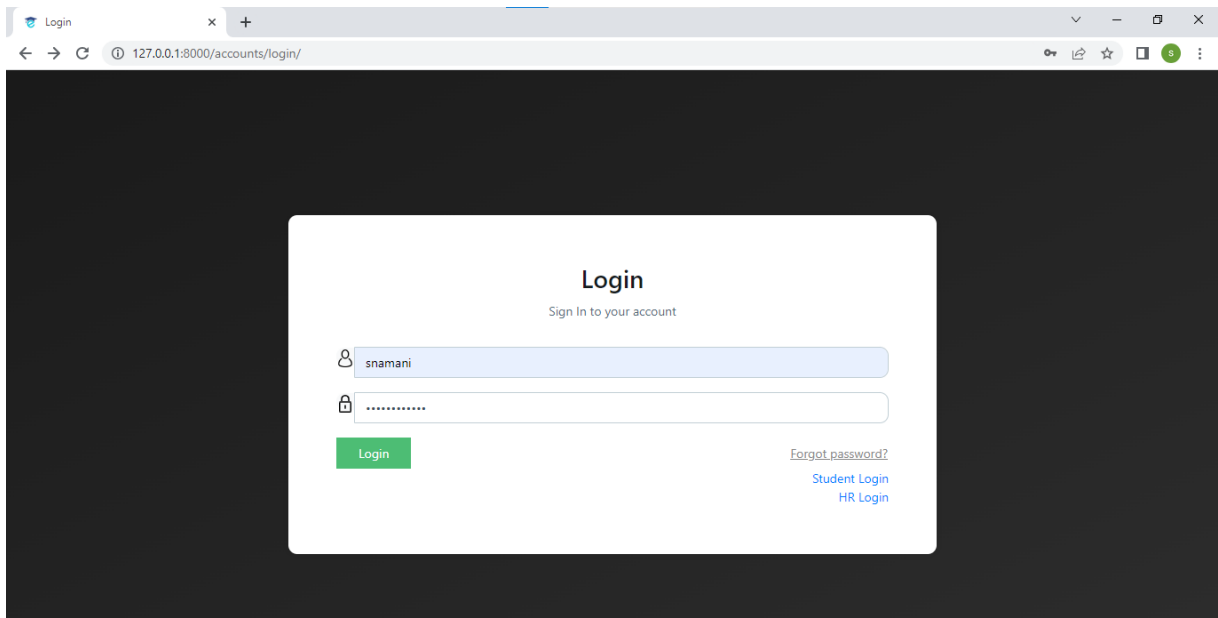 Login
127.0.0.1:8000/accounts/login/
S
Login
Sign In to your account
snamani
••••••••••••
Login
Forgot password?
Student Login
HR Login